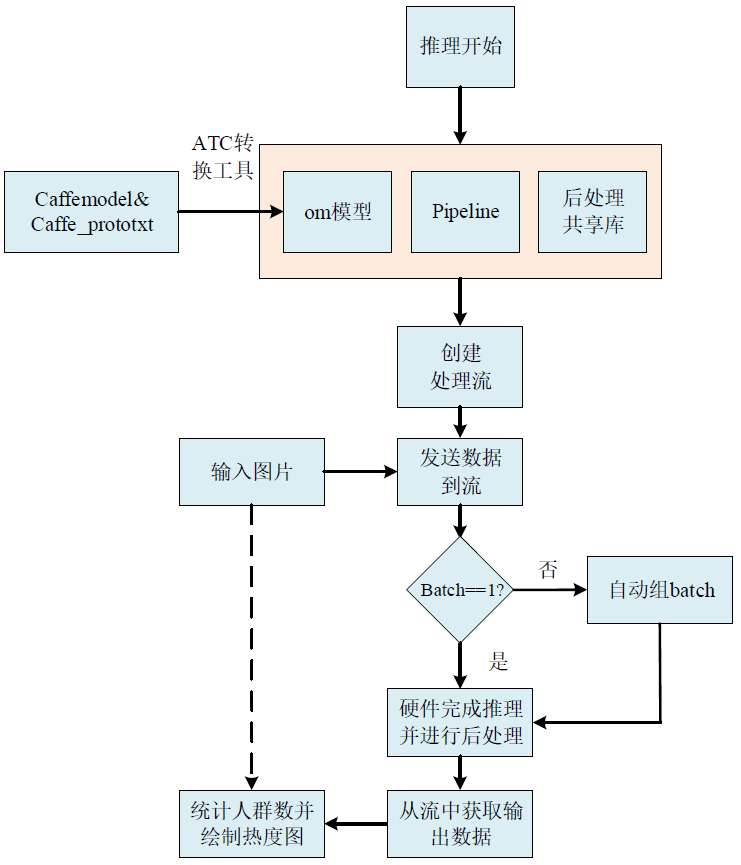 推理开始
ATC转
换工具
Caffemodel&
Caffe_prototxt
om模型
Pipeline
后处理
共享库
创建
处理流
输入图片
发送数据
到流
Batch==1?
否
自动组batch
是
硬件完成推理
并进行后处理
统计人群数并
绘制热度图
从流中获取输
出数据